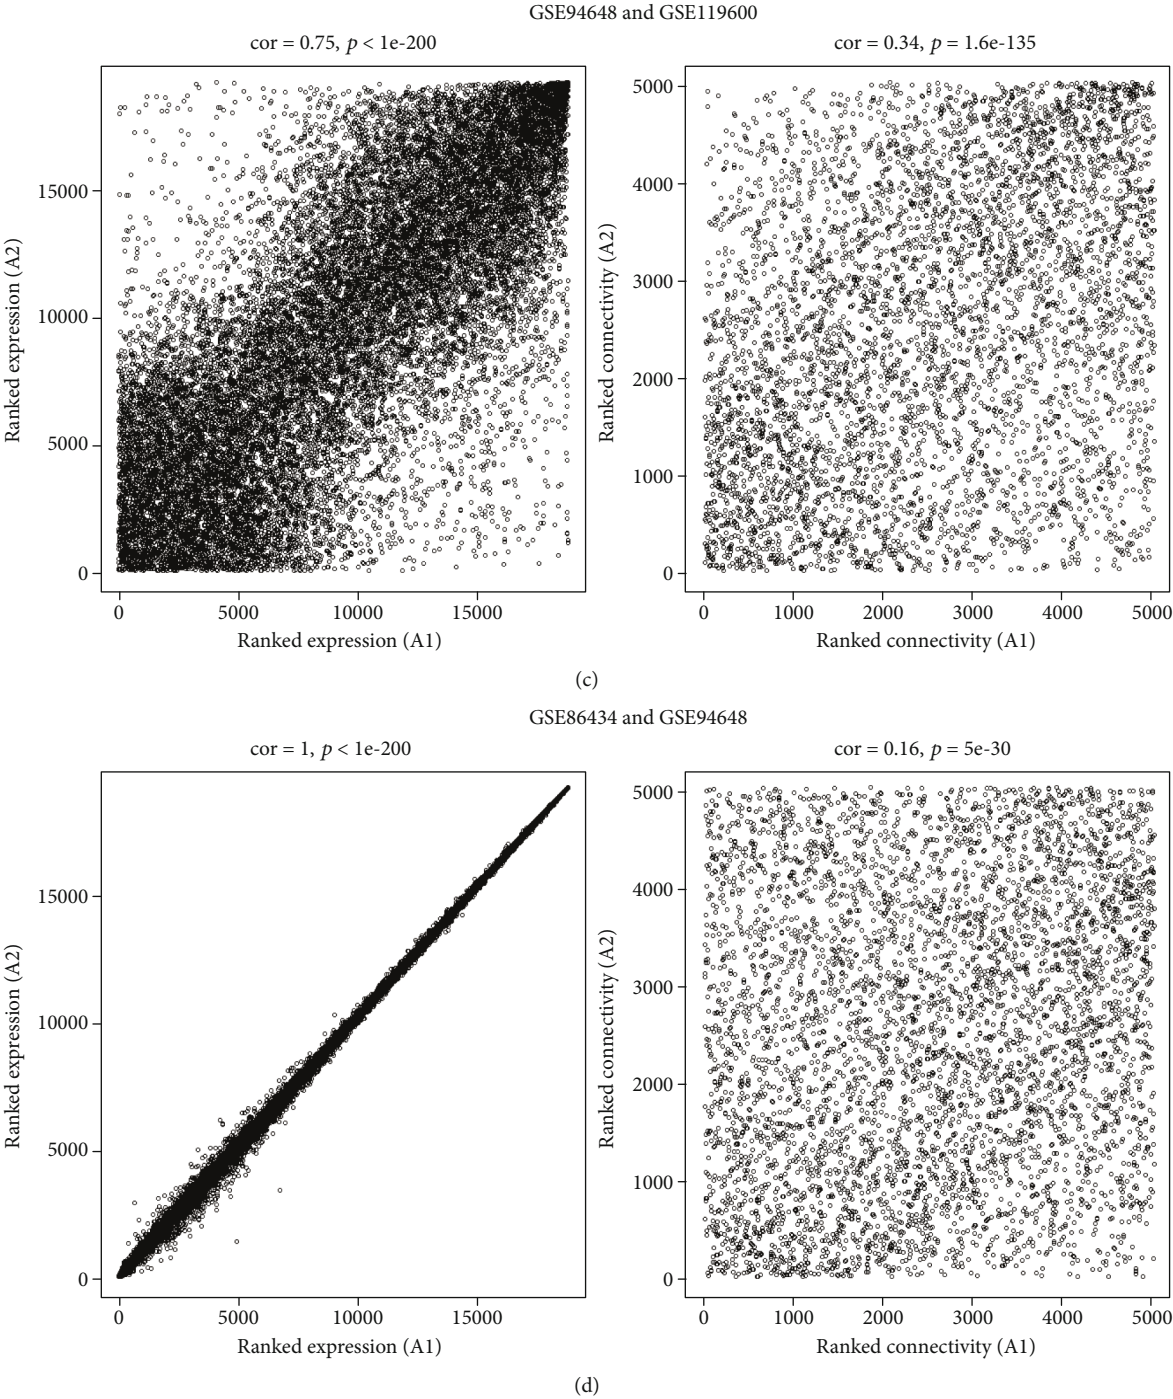 GSE94648 and GSE119600
cor = 0.75, p < 1e-200
cor = 0.34, p = 1.6e-135
Ranked expression (A2)
15000
10000
5000
0
0 5000 10000 15000
Ranked expression (A1)
Ranked connectivity (A2)
5000
4000
3000
2000
1000
0
0 1000 2000 3000 4000 5000
Ranked connectivity (A1)
(c)
GSE86434 and GSE94648
cor = 1, p < 1e-200
cor = 0.16, p = 5e-30
Ranked expression (A2)
15000
10000
5000
0
0 5000 10000 15000
Ranked expression (A1)
Ranked connectivity (A2)
5000
4000
3000
2000
1000
0
0 1000 2000 3000 4000 5000
Ranked connectivity (A1)
(d)